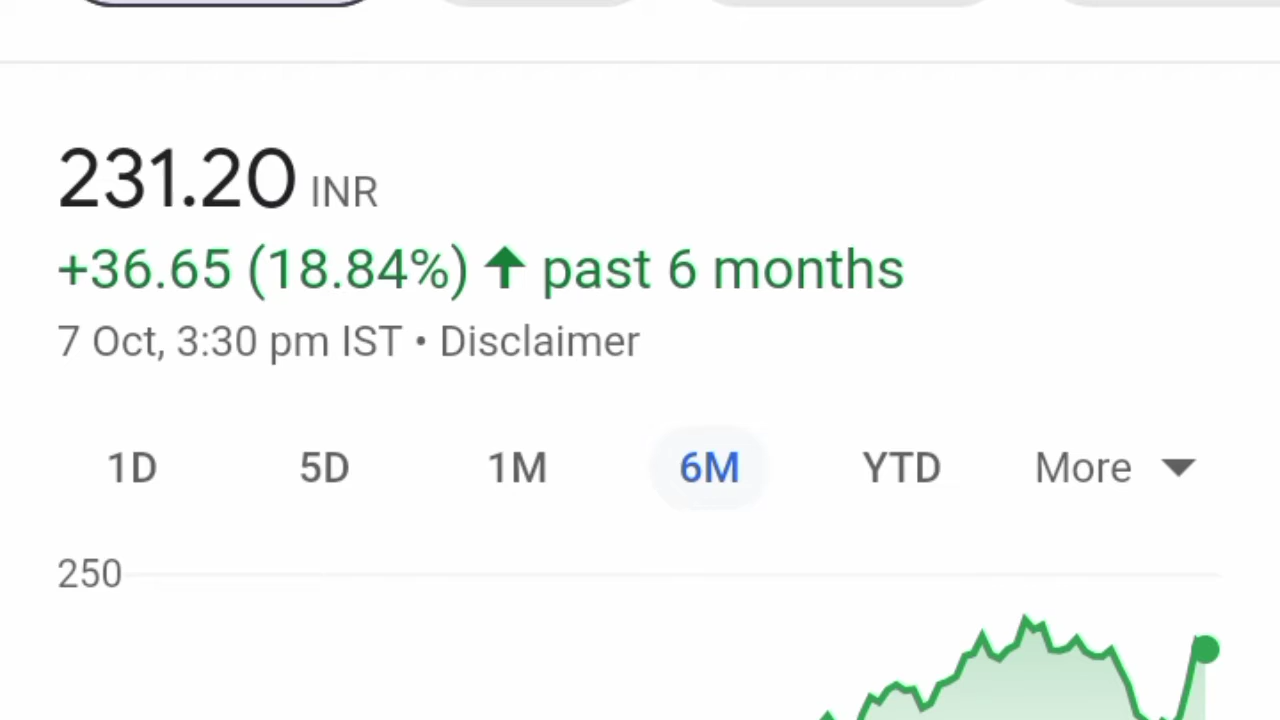 231.20 INR
+36.65 (18.84%) ↑ past 6 months
7 Oct, 3:30 pm IST • Disclaimer
1D 5D 1M 6M YTD More
250